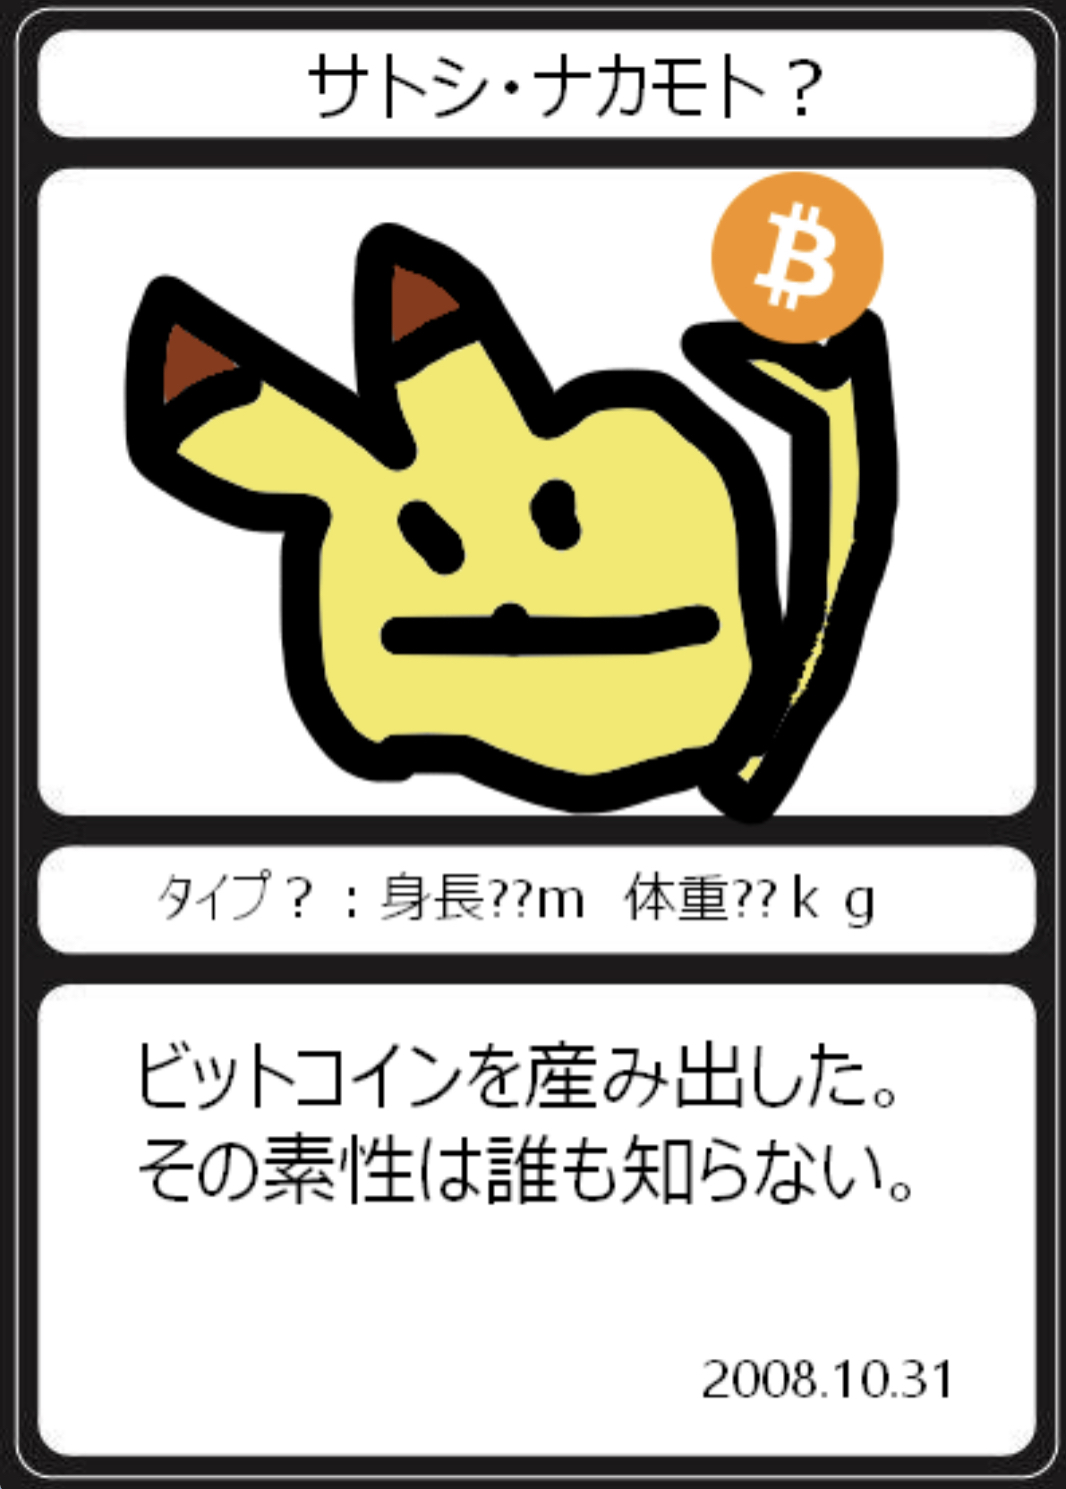 サトシ・ナカモト？
₿
タイプ？：身長??m 体重??ｋｇ
ビットコインを産み出した。
その素性は誰も知らない。
2008.10.31